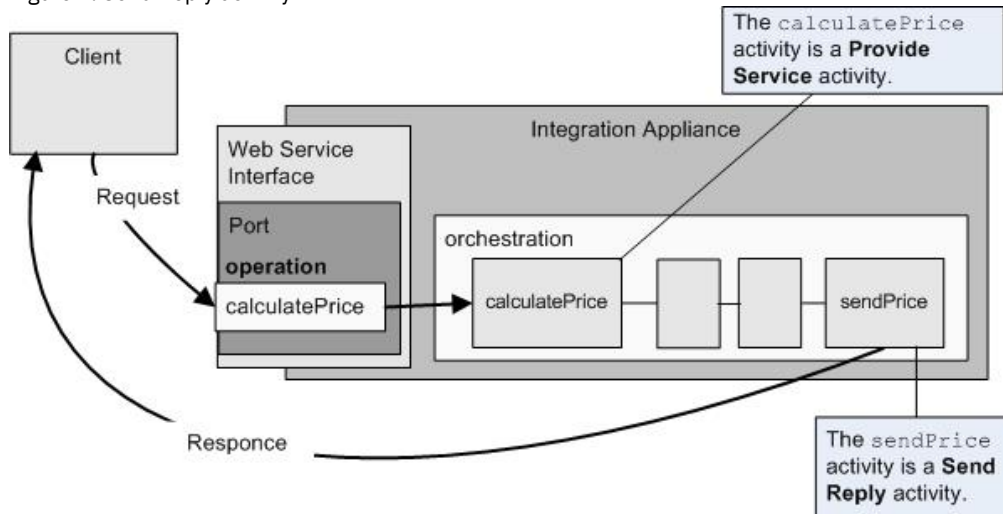 The calculatePrice
activity is a Provide
Service activity.
Client
Integration Appliance
Web Service
Interface
Request
Port
operation
calculatePrice
orchestration
calculatePrice
sendPrice
Responce
The sendPrice
activity is a Send
Reply activity.